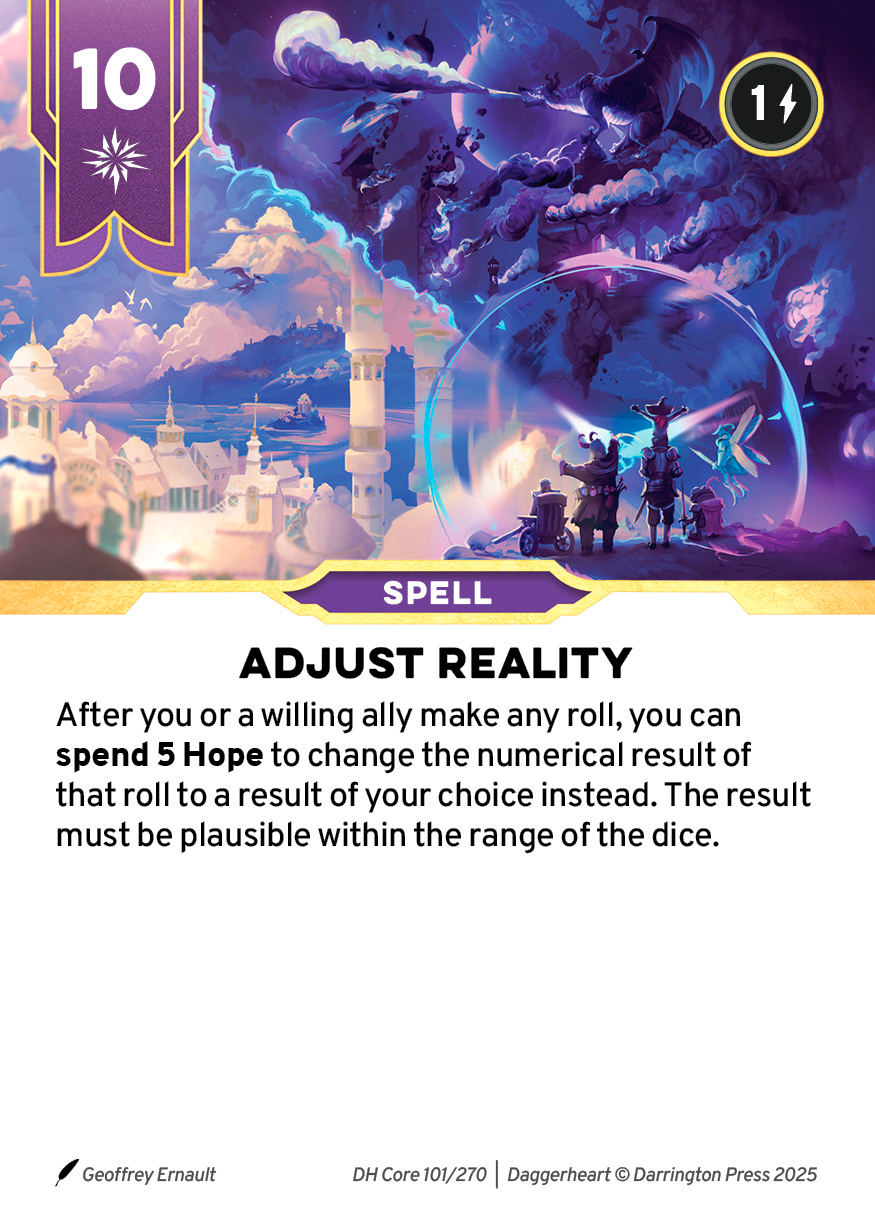 10
1
SPELL
ADJUST REALITY
After you or a willing ally make any roll, you can
spend 5 Hope to change the numerical result of
that roll to a result of your choice instead. The result
must be plausible within the range of the dice.
Geoffrey Ernault
DH Core 101/270 | Daggerheart © Darrington Press 2025